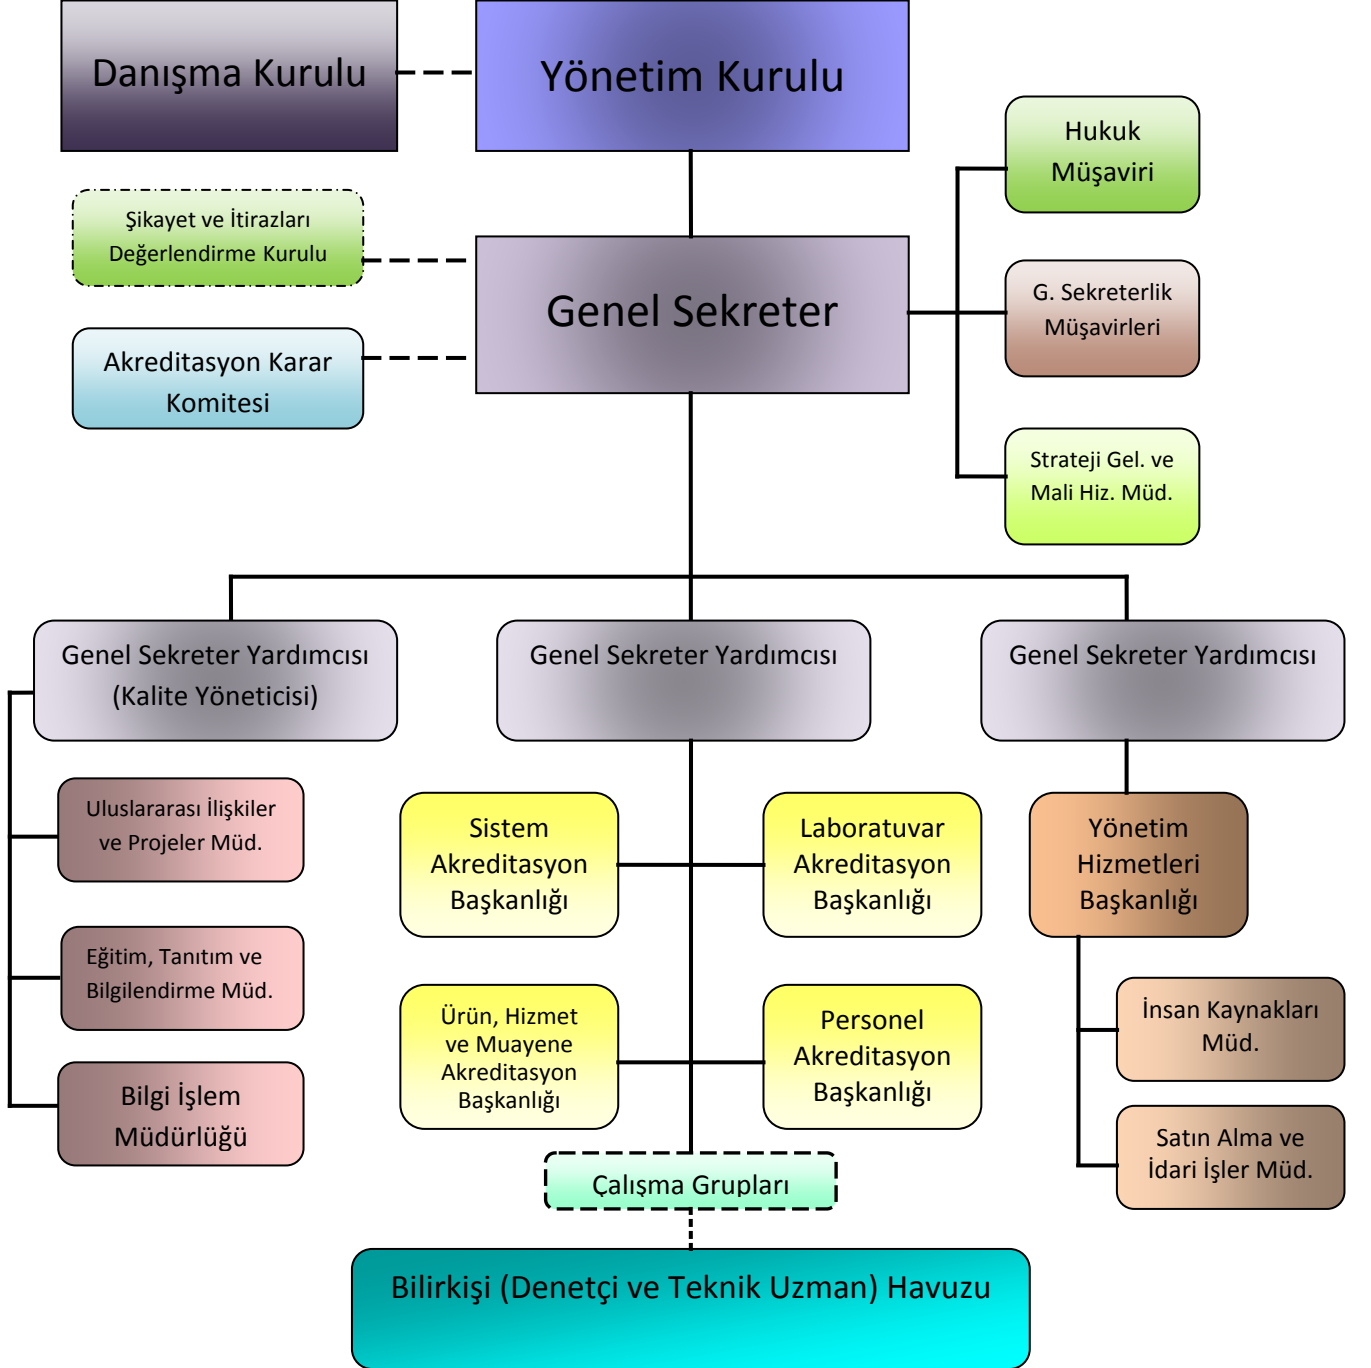 Danışma Kurulu
Yönetim Kurulu
Hukuk
Müşaviri
Şikayet ve İtirazları
Değerlendirme Kurulu
Genel Sekreter
G. Sekreterlik
Müşavirleri
Akreditasyon Karar
Komitesi
Strateji Gel. ve
Mali Hiz. Müd.
Genel Sekreter Yardımcısı
(Kalite Yöneticisi)
Genel Sekreter Yardımcısı
Genel Sekreter Yardımcısı
Uluslararası İlişkiler
ve Projeler Müd.
Eğitim, Tanıtım ve
Bilgilendirme Müd.
Bilgi İşlem
Müdürlüğü
Sistem
Akreditasyon
Başkanlığı
Laboratuvar
Akreditasyon
Başkanlığı
Ürün, Hizmet
ve Muayene
Akreditasyon
Başkanlığı
Personel
Akreditasyon
Başkanlığı
Yönetim
Hizmetleri
Başkanlığı
İnsan Kaynakları
Müd.
Satın Alma ve
İdari İşler Müd.
Çalışma Grupları
Bilirkişi (Denetçi ve Teknik Uzman) Havuzu